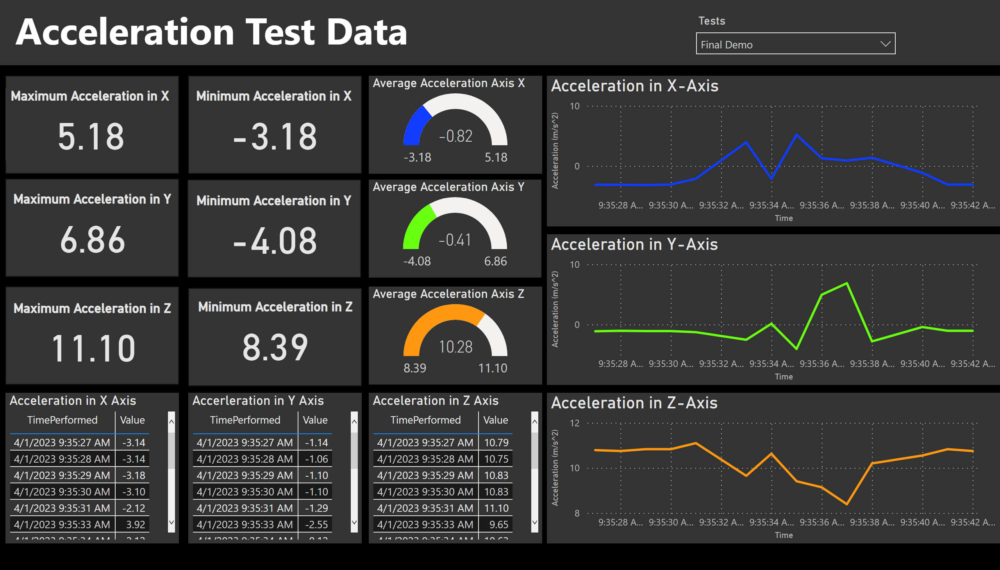 Acceleration Test Data
Tests
Final Demo
Maximum Acceleration in X
5.18
Minimum Acceleration in X
-3.18
Average Acceleration Axis X
-0.82
-3.18 5.18
Acceleration in X-Axis
Acceleration (m/s^2)
10
0
9:35:28 A... 9:35:30 A... 9:35:32 A... 9:35:34 A... 9:35:36 A... 9:35:38 A... 9:35:40 A... 9:35:42 A...
Time
Maximum Acceleration in Y
6.86
Minimum Acceleration in Y
-4.08
Average Acceleration Axis Y
-0.41
-4.08 6.86
Acceleration in Y-Axis
Acceleration (m/s^2)
10
0
9:35:28 A... 9:35:30 A... 9:35:32 A... 9:35:34 A... 9:35:36 A... 9:35:38 A... 9:35:40 A... 9:35:42 A...
Time
Maximum Acceleration in Z
11.10
Minimum Acceleration in Z
8.39
Average Acceleration Axis Z
10.28
8.39 11.10
Acceleration in X Axis
TimePerformed Value
4/1/2023 9:35:27 AM -3.14
4/1/2023 9:35:28 AM -3.14
4/1/2023 9:35:29 AM -3.18
4/1/2023 9:35:30 AM -3.10
4/1/2023 9:35:31 AM -2.12
4/1/2023 9:35:33 AM 3.92
Accerleration in Y Axis
TimePerformed Value
4/1/2023 9:35:27 AM -1.14
4/1/2023 9:35:28 AM -1.06
4/1/2023 9:35:29 AM -1.10
4/1/2023 9:35:30 AM -1.10
4/1/2023 9:35:31 AM -1.29
4/1/2023 9:35:33 AM -2.55
Acceleration in Z Axis
TimePerformed Value
4/1/2023 9:35:27 AM 10.79
4/1/2023 9:35:28 AM 10.75
4/1/2023 9:35:29 AM 10.83
4/1/2023 9:35:30 AM 10.83
4/1/2023 9:35:31 AM 11.10
4/1/2023 9:35:33 AM 9.65
Acceleration in Z-Axis
Acceleration (m/s^2)
12
10
8
9:35:28 A... 9:35:30 A... 9:35:32 A... 9:35:34 A... 9:35:36 A... 9:35:38 A... 9:35:40 A... 9:35:42 A...
Time